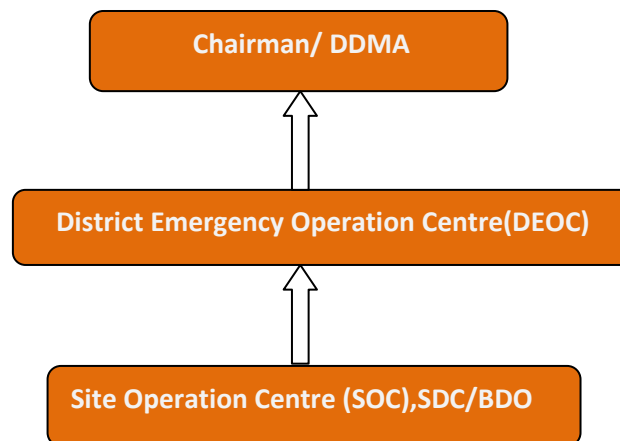 Chairman/ DDMA
District Emergency Operation Centre(DEOC)
Site Operation Centre (SOC),SDC/BDO